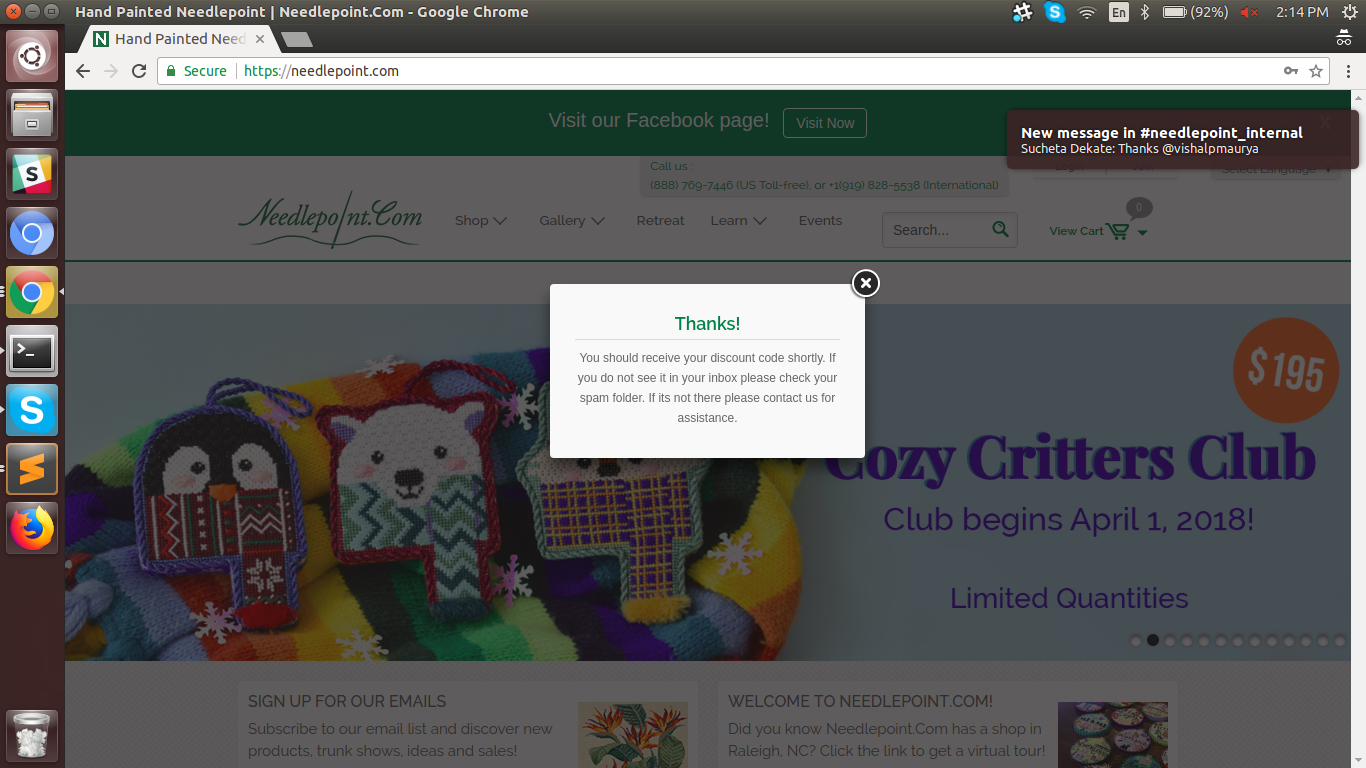 Hand Painted Needlepoint | Needlepoint.Com - Google Chrome
En
(92%)
2:14 PM
N Hand Painted Need
Secure
https://needlepoint.com
Visit our Facebook page!
Visit Now
New message in #needlepoint_internal
Sucheta Dekate: Thanks @vishalpmaurya
Call us :
(888) 769-7446 (US Toll-free), or +1(919) 828-5538 (International)
Select Language
Needlepoint.Com
Shop
Gallery
Retreat
Learn
Events
Search...
0
View Cart
Thanks!
You should receive your discount code shortly. If
you do not see it in your inbox please check your
spam folder. If its not there please contact us for
assistance.
$195
Cozy Critters Club
Club begins April 1, 2018!
Limited Quantities
SIGN UP FOR OUR EMAILS
Subscribe to our email list and discover new
products, trunk shows, ideas and sales!
WELCOME TO NEEDLEPOINT.COM!
Did you know Needlepoint.Com has a shop in
Raleigh, NC? Click the link to get a virtual tour!